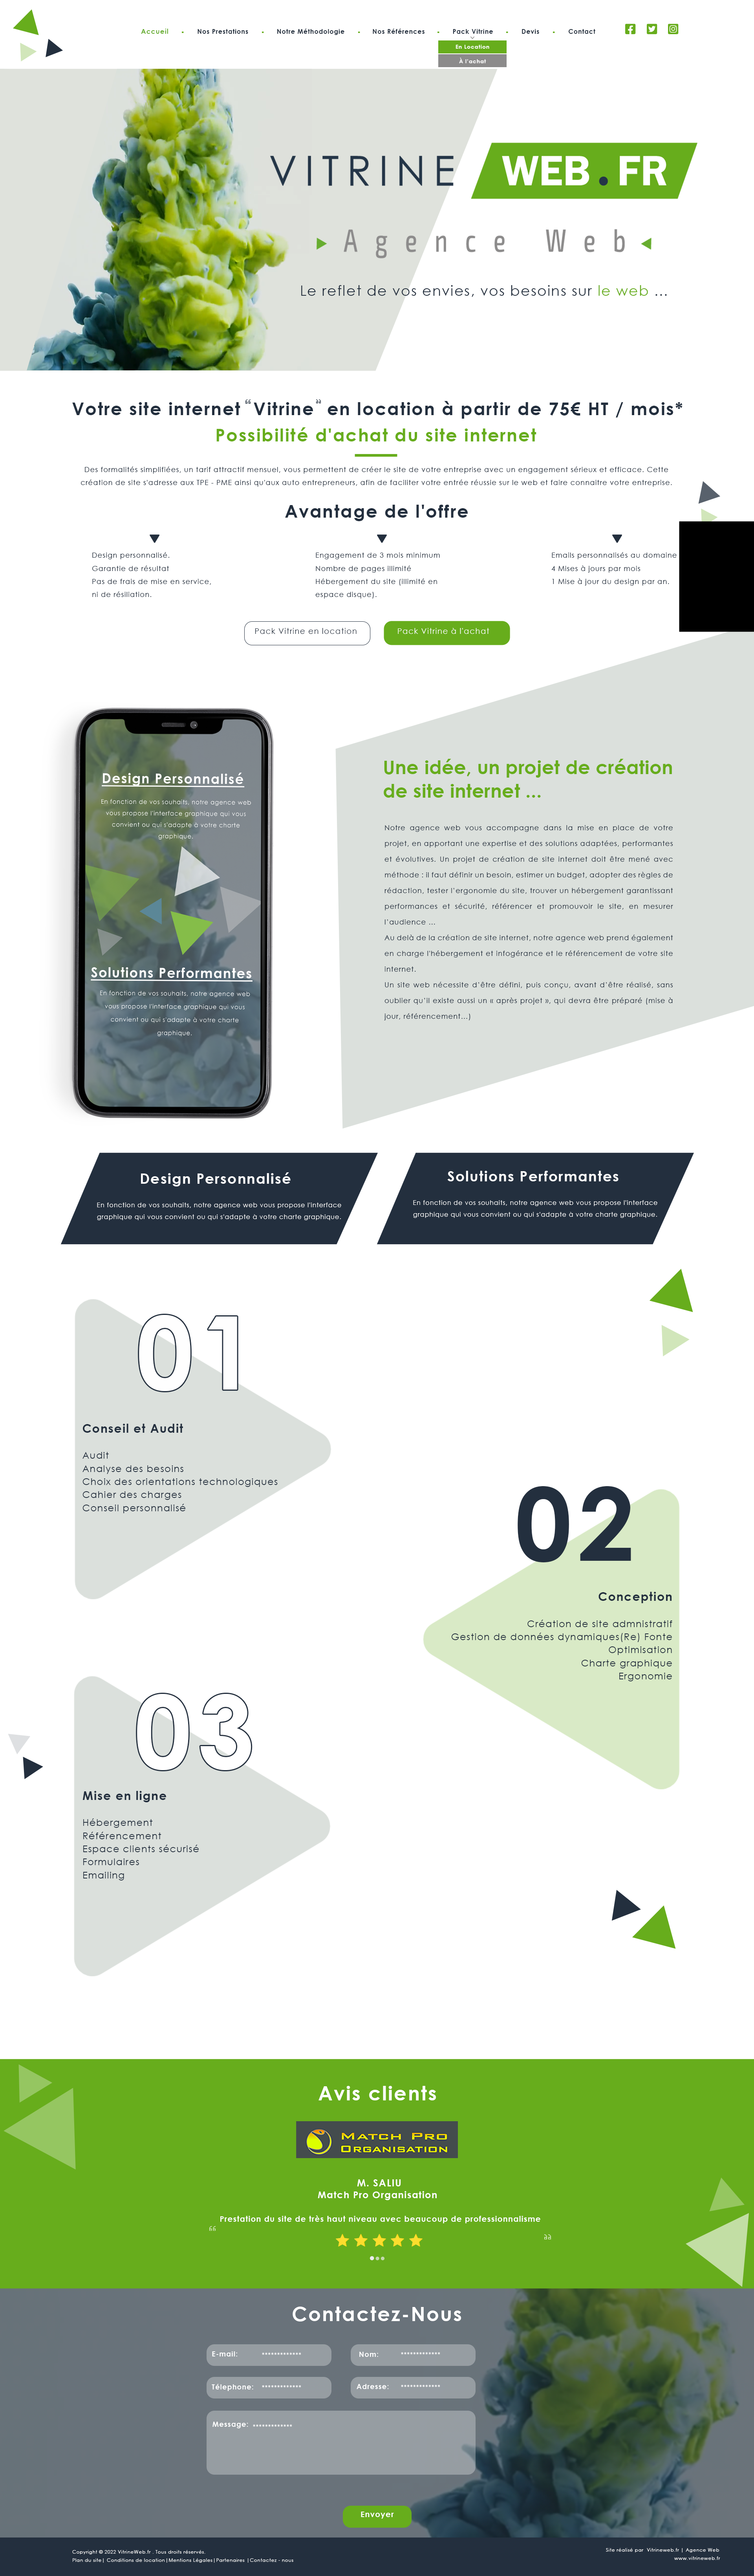 Accueil • Nos Prestations • Notre Méthodologie • Nos Références • Pack Vitrine • Devis • Contact
En Location
À l'achat
VITRINE WEB.FR
Agence Web
Le reflet de vos envies, vos besoins sur le web ...
Votre site internet “Vitrine” en location à partir de 75€ HT / mois*
Possibilité d'achat du site internet
Des formalités simplifiées, un tarif attractif mensuel, vous permettent de créer le site de votre entreprise avec un engagement sérieux et efficace. Cette
création de site s'adresse aux TPE - PME ainsi qu'aux auto entrepreneurs, afin de faciliter votre entrée réussie sur le web et faire connaitre votre entreprise.
Avantage de l'offre
Design personnalisé.
Garantie de résultat
Pas de frais de mise en service,
ni de résiliation.
Engagement de 3 mois minimum
Nombre de pages illimité
Hébergement du site (illimité en
espace disque).
Emails personnalisés au domaine
4 Mises à jours par mois
1 Mise à jour du design par an.
Pack Vitrine en location
Pack Vitrine à l'achat
Design Personnalisé
En fonction de vos souhaits, notre agence web
vous propose l'interface graphique qui vous
convient ou qui s'adapte à votre charte
graphique.
Solutions Performantes
En fonction de vos souhaits, notre agence web
vous propose l'interface graphique qui vous
convient ou qui s'adapte à votre charte
graphique.
Une idée, un projet de création
de site internet ...
Notre agence web vous accompagne dans la mise en place de votre
projet, en apportant une expertise et des solutions adaptées, performantes
et évolutives. Un projet de création de site internet doit être mené avec
méthode : il faut définir un besoin, estimer un budget, adopter des règles de
rédaction, tester l’ergonomie du site, trouver un hébergement garantissant
performances et sécurité, référencer et promouvoir le site, en mesurer
l’audience ...
Au delà de la création de site internet, notre agence web prend également
en charge l'hébergement et infogérance et le référencement de votre site
internet.
Un site web nécessite d’être défini, puis conçu, avant d’être réalisé, sans
oublier qu’il existe aussi un « après projet », qui devra être préparé (mise à
jour, référencement...)
Design Personnalisé
En fonction de vos souhaits, notre agence web vous propose l'interface
graphique qui vous convient ou qui s'adapte à votre charte graphique.
Solutions Performantes
En fonction de vos souhaits, notre agence web vous propose l'interface
graphique qui vous convient ou qui s'adapte à votre charte graphique.
01
Conseil et Audit
Audit
Analyse des besoins
Choix des orientations technologiques
Cahier des charges
Conseil personnalisé
02
Conception
Création de site admnistratif
Gestion de données dynamiques(Re) Fonte
Optimisation
Charte graphique
Ergonomie
03
Mise en ligne
Hébergement
Référencement
Espace clients sécurisé
Formulaires
Emailing
Avis clients
MATCH PRO
ORGANISATION
M. SALIU
Match Pro Organisation
“ Prestation du site de très haut niveau avec beaucoup de professionnalisme ”
Contactez-Nous
E-mail: *************
Nom: *************
Télephone: *************
Adresse: *************
Message: *************
Envoyer
Copyright © 2022 VitrineWeb.fr . Tous droits réservés.
Plan du site | Conditions de location | Mentions Légales | Partenaires | Contactez - nous
Site réalisé par Vitrineweb.fr | Agence Web
www.vitrineweb.fr